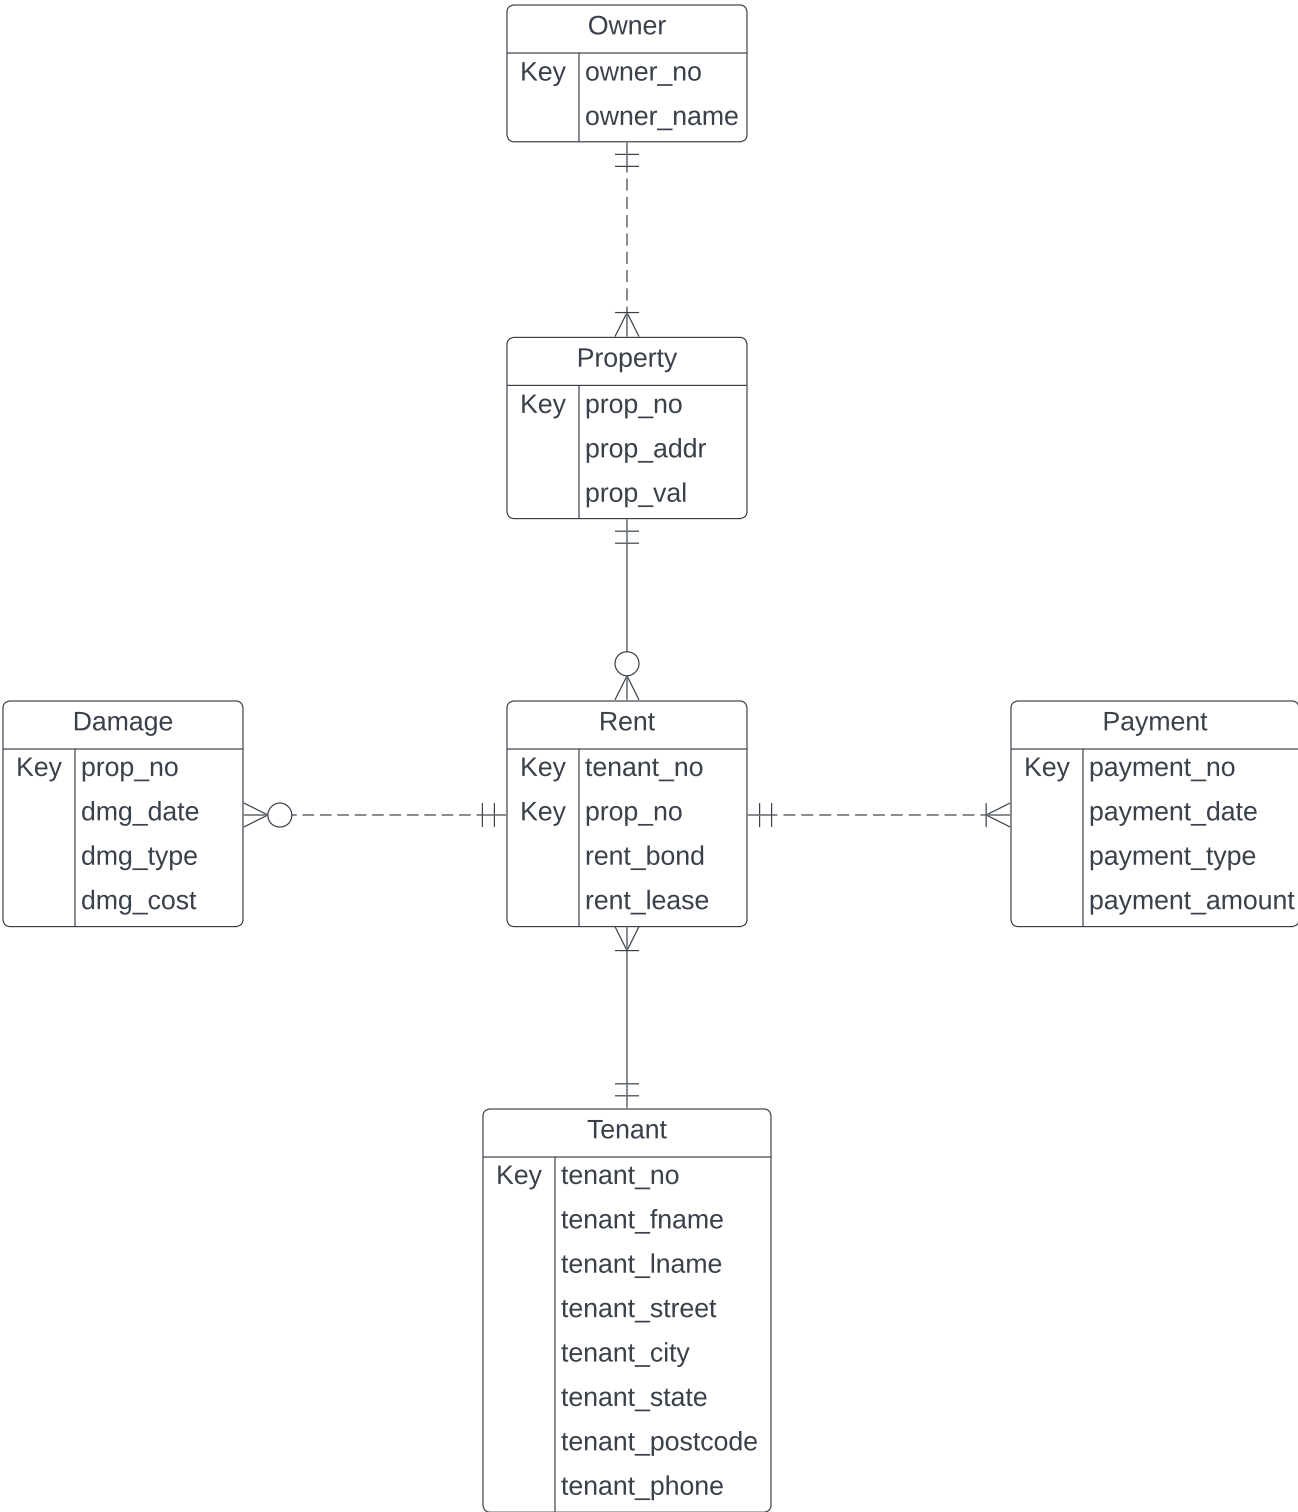 Owner
Key owner_no
owner_name
Property
Key prop_no
prop_addr
prop_val
Damage
Key prop_no
dmg_date
dmg_type
dmg_cost
Rent
Key tenant_no
Key prop_no
rent_bond
rent_lease
Payment
Key payment_no
payment_date
payment_type
payment_amount
Tenant
Key tenant_no
tenant_fname
tenant_lname
tenant_street
tenant_city
tenant_state
tenant_postcode
tenant_phone